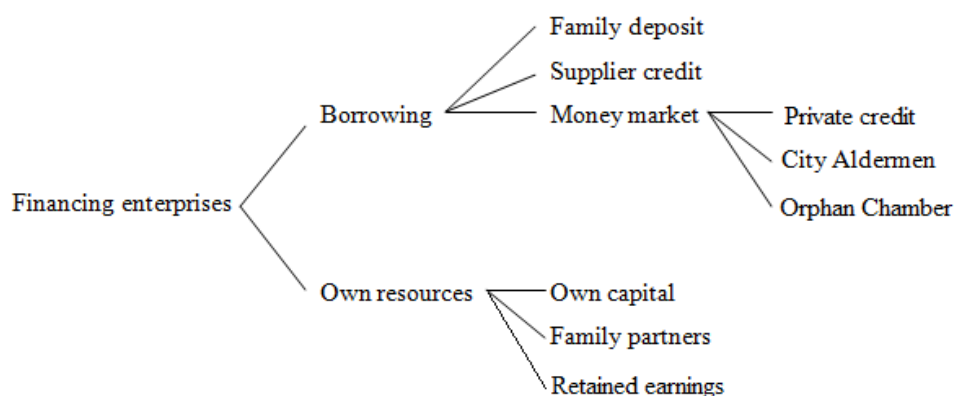 Family deposit
Supplier credit
Borrowing
Money market
Private credit
City Aldermen
Financing enterprises
Orphan Chamber
Own resources
Own capital
Family partners
Retained earnings